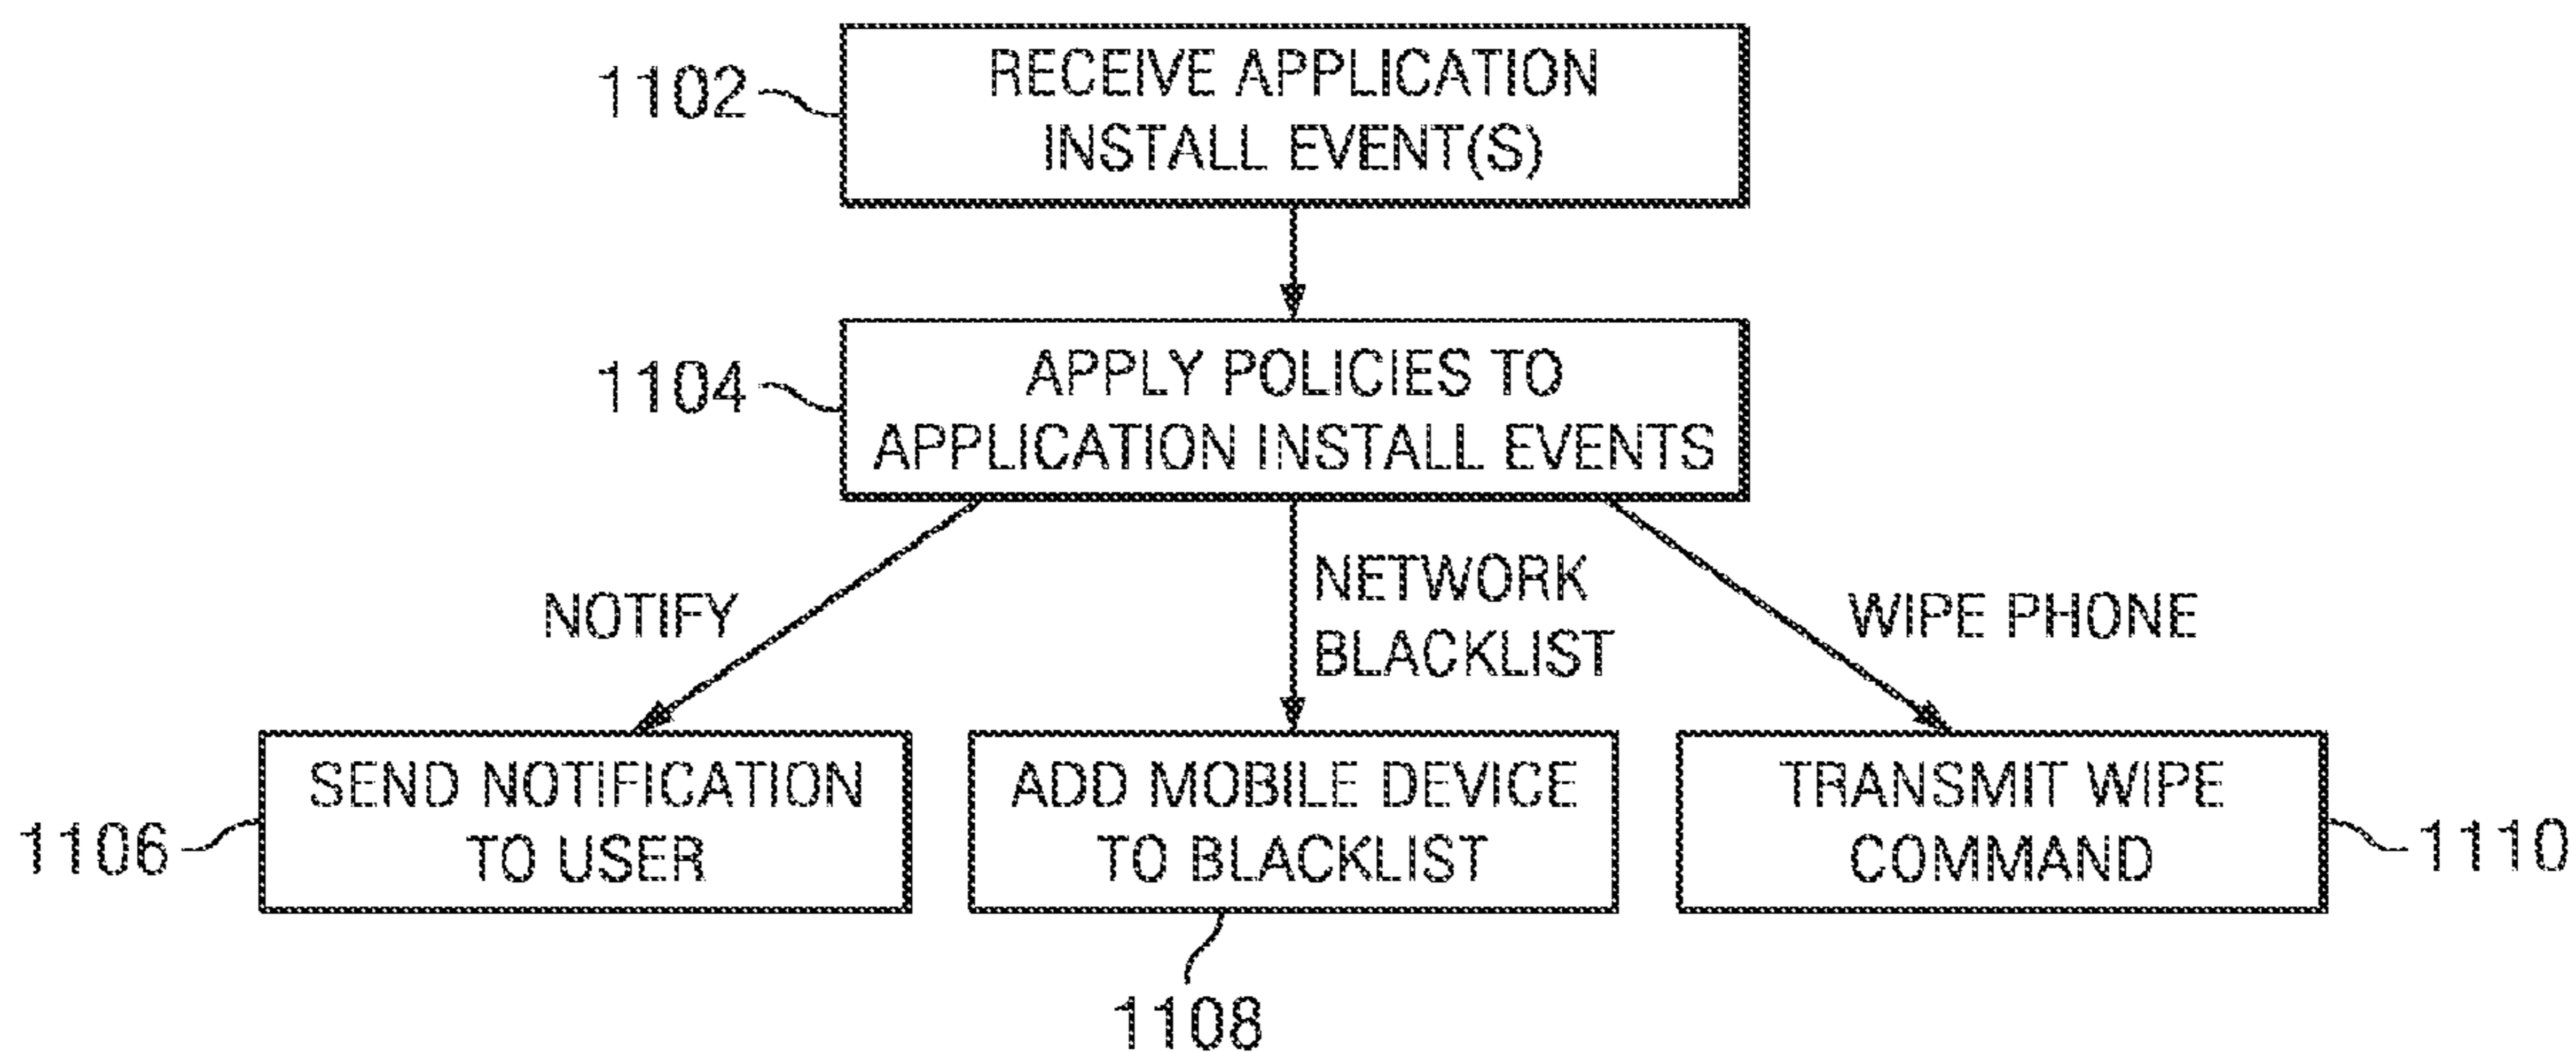 1102
RECEIVE APPLICATION
INSTALL EVENT(S)
1104
APPLY POLICIES TO
APPLICATION INSTALL EVENTS
NOTIFY
NETWORK
BLACKLIST
WIPE PHONE
1106
SEND NOTIFICATION
TO USER
ADD MOBILE DEVICE
TO BLACKLIST
TRANSMIT WIPE
COMMAND
1110
1108